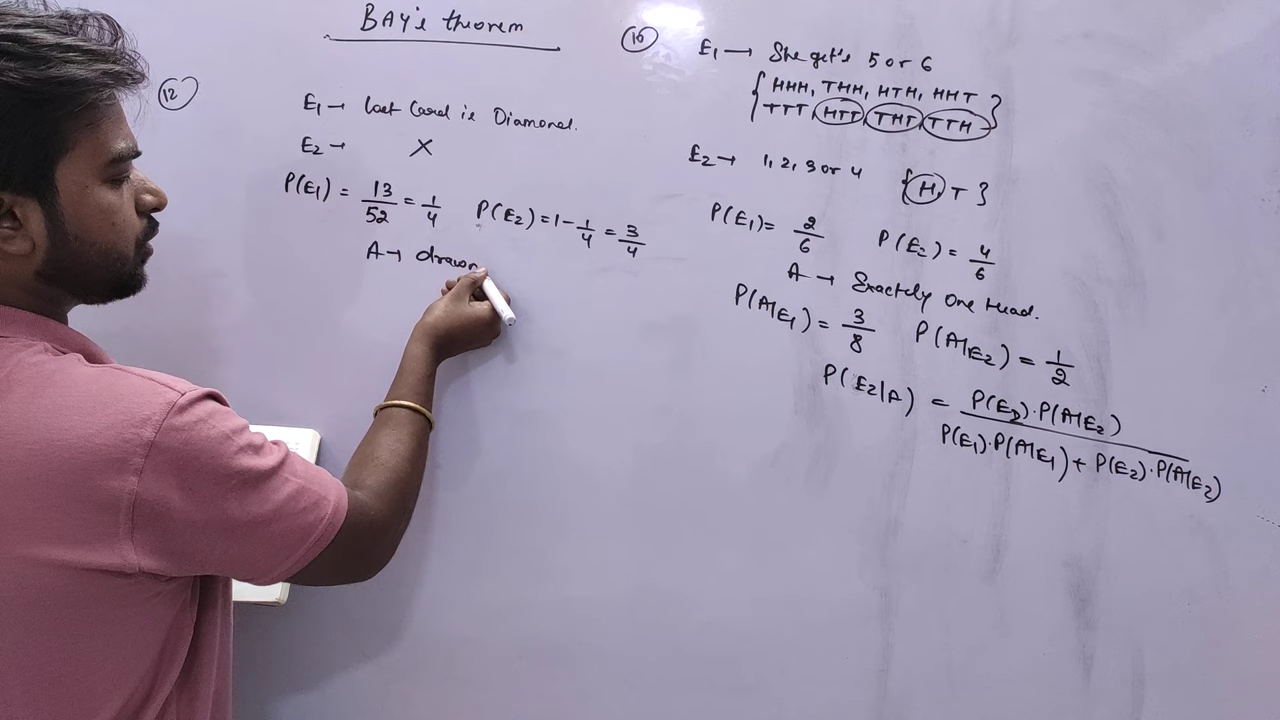 BAY's theorem
12
E1 → Lost Card is Diamond.
E2 → X
P(E1) = 13/52 = 1/4 P(E2) = 1 - 1/4 = 3/4
A → drawn
16
E1 → She get's 5 or 6
{HHH, THH, HTH, HHT
TTT, HTT, THT, TTH}
E2 → 1, 2, 3 or 4 {H, T}
P(E1) = 2/6 P(E2) = 4/6
A → Exactely One Head.
P(A|E1) = 3/8 P(A|E2) = 1/2
P(E2|A) = P(E2).P(A|E2)
P(E1).P(A|E1) + P(E2).P(A|E2)